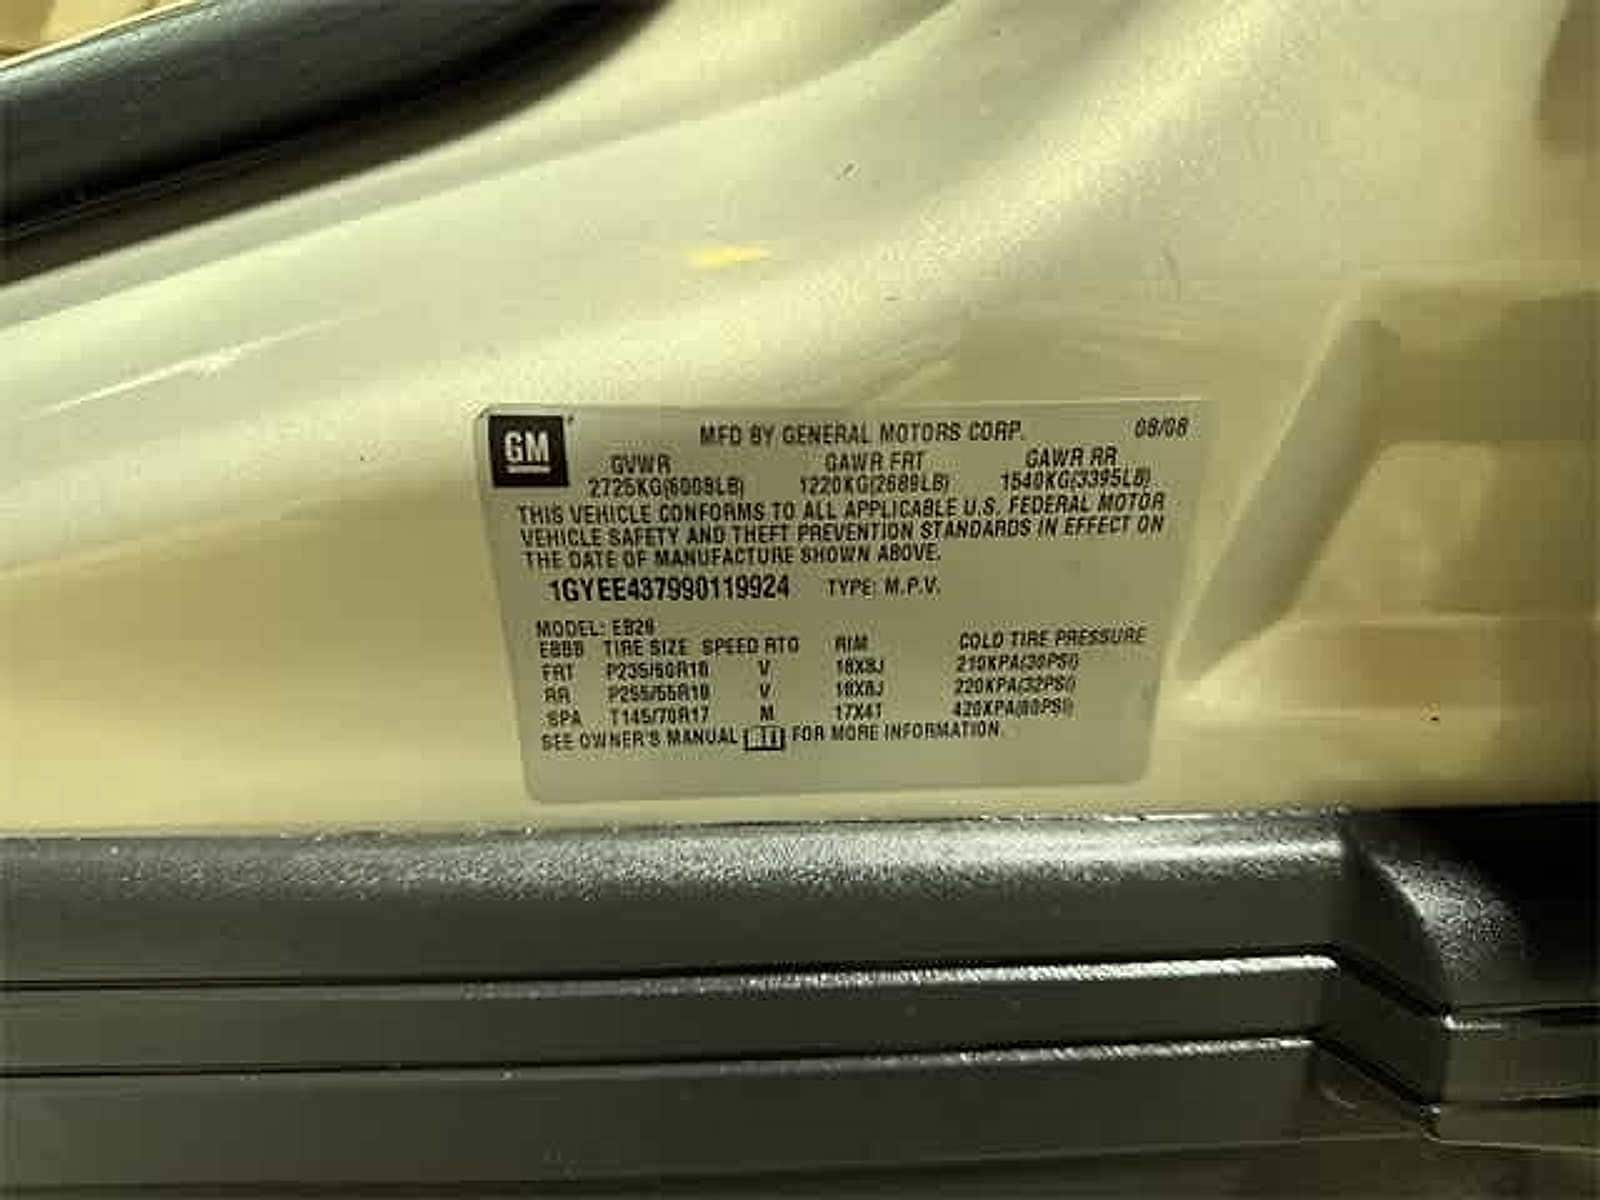 GM
MFD BY GENERAL MOTORS CORP. 08/08
GVWR GAWR FRT GAWR RR
2725KG(6008LB) 1220KG(2689LB) 1540KG(3395LB)
THIS VEHICLE CONFORMS TO ALL APPLICABLE U.S. FEDERAL MOTOR
VEHICLE SAFETY AND THEFT PREVENTION STANDARDS IN EFFECT ON
THE DATE OF MANUFACTURE SHOWN ABOVE.
1GYEE437990119924 TYPE: M.P.V.
MODEL: EB26
EBBB TIRE SIZE SPEED RTG RIM COLD TIRE PRESSURE
FRT P235/60R18 V 18X8J 210KPA(30PSI)
RR P255/55R18 V 18X8J 220KPA(32PSI)
SPA T145/70R17 M 17X4T 420KPA(60PSI)
SEE OWNER'S MANUAL FOR MORE INFORMATION.